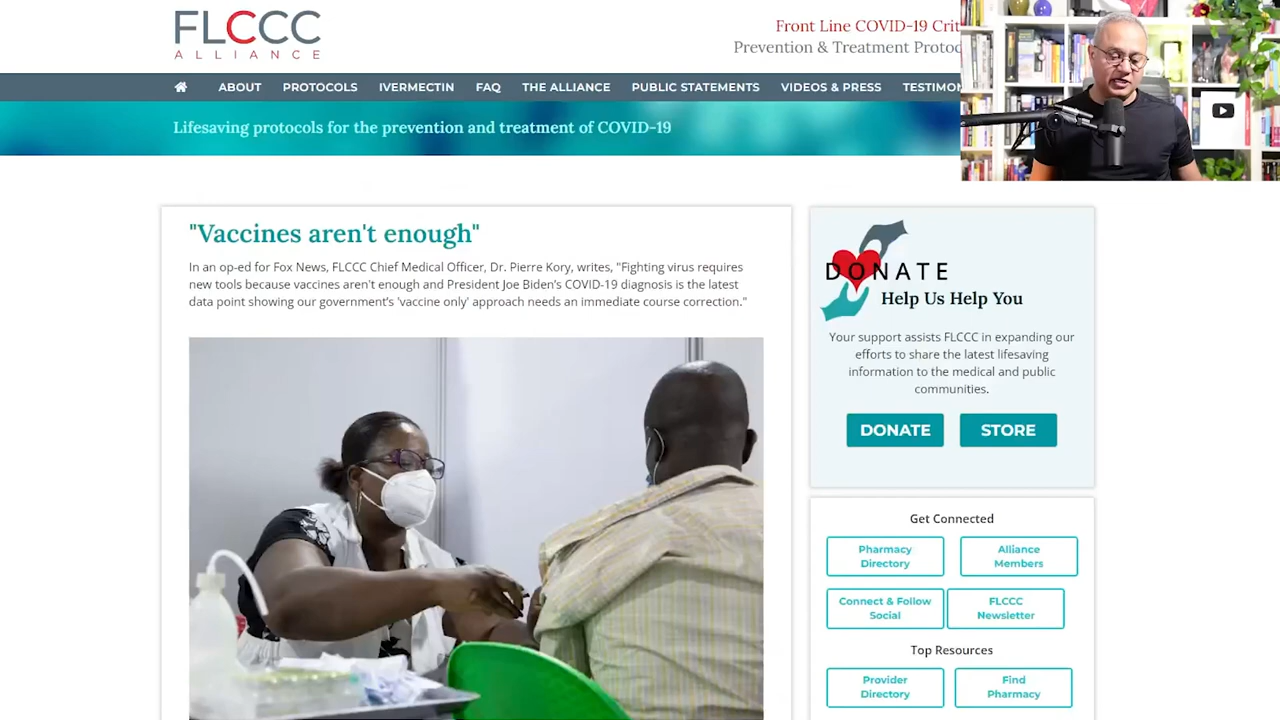 FLCCC
ALLIANCE
Front Line COVID-19
Prevention & Treatment
ABOUT PROTOCOLS IVERMECTIN FAQ THE ALLIANCE PUBLIC STATEMENTS VIDEOS & PRESS
Lifesaving protocols for the prevention and treatment of COVID-19
"Vaccines aren't enough"
In an op-ed for Fox News, FLCCC Chief Medical Officer, Dr. Pierre Kory, writes, "Fighting virus requires
new tools because vaccines aren't enough and President Joe Biden's COVID-19 diagnosis is the latest
data point showing our government's 'vaccine only' approach needs an immediate course correction."
DONATE
Help Us Help You
Your support assists FLCCC in expanding our
efforts to share the latest lifesaving
information to the medical and public
communities.
DONATE STORE
Get Connected
Pharmacy
Directory
Alliance
Members
Connect & Follow
Social
FLCCC
Newsletter
Top Resources
Provider
Directory
Find
Pharmacy